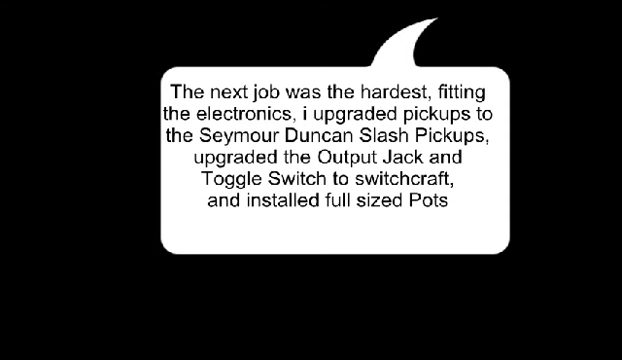 The next job was the hardest, fitting
the electronics, i upgraded pickups to
the Seymour Duncan Slash Pickups,
upgraded the Output Jack and
Toggle Switch to switchcraft,
and installed full sized Pots